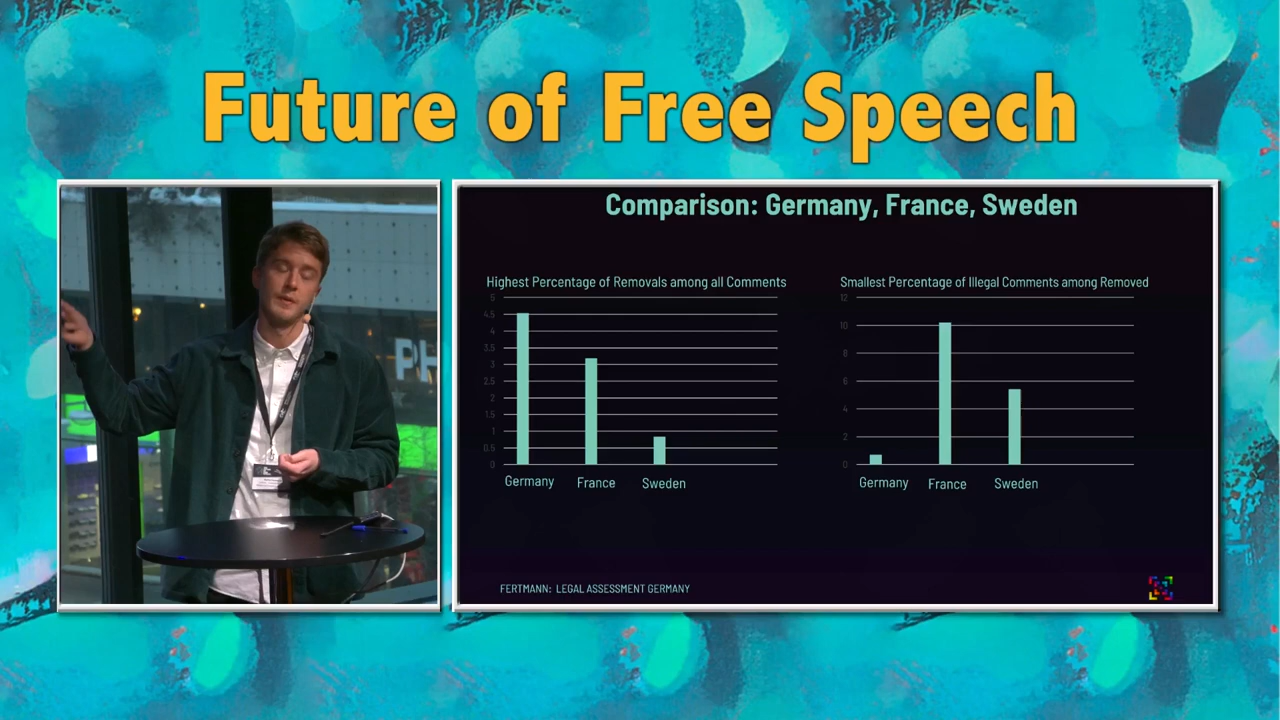 Future of Free Speech
PH
Comparison: Germany, France, Sweden
Highest Percentage of Removals among all Comments
5
4.5
4
3.5
3
2.5
2
1.5
1
0.5
0
Germany France Sweden
Smallest Percentage of Illegal Comments among Removed
12
10
8
6
4
2
0
Germany France Sweden
FERTMANN: LEGAL ASSESSMENT GERMANY